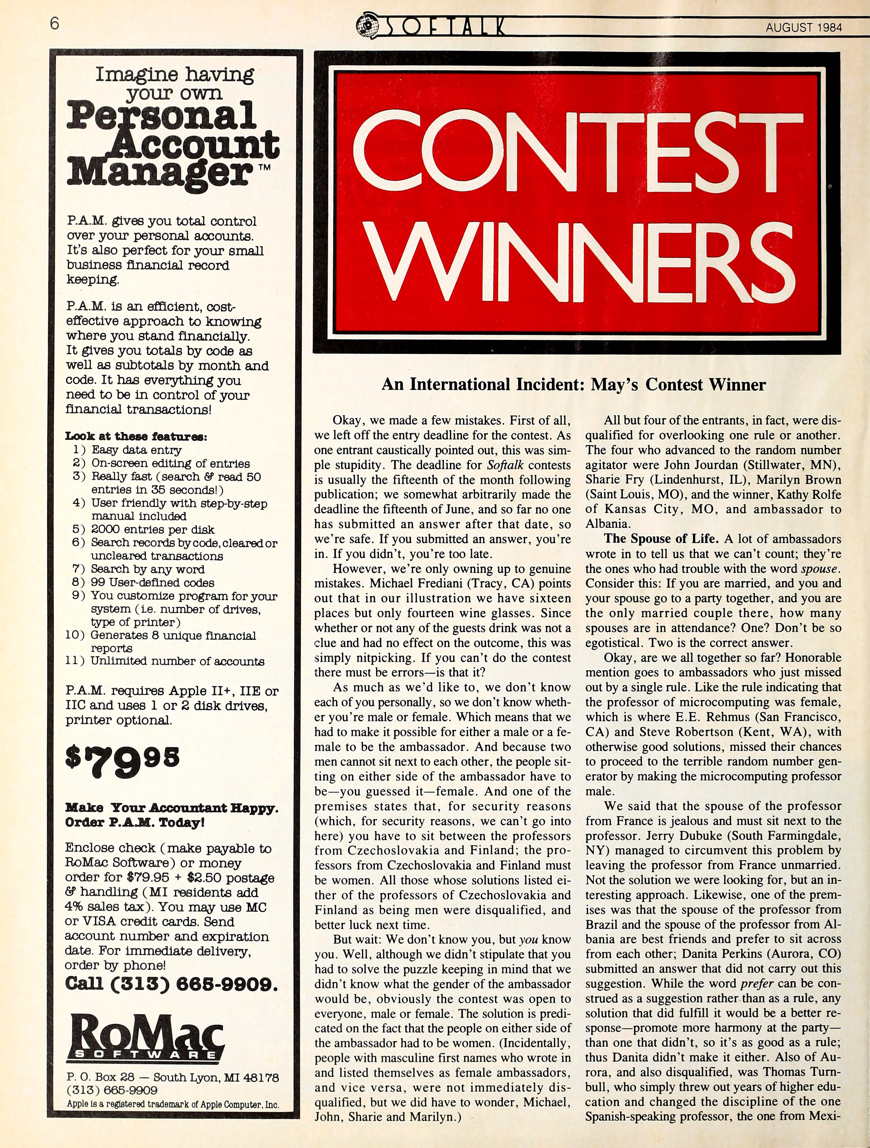 6
SOFTALK
AUGUST 1984
Imagine having
your own
Personal
Account
Manager™
P.A.M. gives you total control
over your personal accounts.
It's also perfect for your small
business financial record
keeping.
P.A.M. is an efficient, cost-
effective approach to knowing
where you stand financially.
It gives you totals by code as
well as subtotals by month and
code. It has everything you
need to be in control of your
financial transactions!
Look at these features:
1) Easy data entry
2) On-screen editing of entries
3) Really fast (search & read 50
entries in 35 seconds!)
4) User friendly with step-by-step
manual included
5) 2000 entries per disk
6) Search records by code, cleared or
uncleared transactions
7) Search by any word
8) 99 User-defined codes
9) You customize program for your
system (i.e. number of drives,
type of printer)
10) Generates 8 unique financial
reports
11) Unlimited number of accounts
P.A.M. requires Apple II+, IIE or
IIC and uses 1 or 2 disk drives,
printer optional.
$7995
Make Your Accountant Happy.
Order P.A.M. Today!
Enclose check (make payable to
RoMac Software) or money
order for $79.95 + $2.50 postage
& handling (MI residents add
4% sales tax). You may use MC
or VISA credit cards. Send
account number and expiration
date. For immediate delivery,
order by phone!
Call (313) 665-9909.
RoMac
SOFTWARE
P. O. Box 28 — South Lyon, MI 48178
(313) 665-9909
Apple is a registered trademark of Apple Computer, Inc.
CONTEST
WINNERS
An International Incident: May's Contest Winner
Okay, we made a few mistakes. First of all,
we left off the entry deadline for the contest. As
one entrant caustically pointed out, this was sim-
ple stupidity. The deadline for Softalk contests
is usually the fifteenth of the month following
publication; we somewhat arbitrarily made the
deadline the fifteenth of June, and so far no one
has submitted an answer after that date, so
we're safe. If you submitted an answer, you're
in. If you didn't, you're too late.
However, we're only owning up to genuine
mistakes. Michael Frediani (Tracy, CA) points
out that in our illustration we have sixteen
places but only fourteen wine glasses. Since
whether or not any of the guests drink was not a
clue and had no effect on the outcome, this was
simply nitpicking. If you can't do the contest
there must be errors—is that it?
As much as we'd like to, we don't know
each of you personally, so we don't know wheth-
er you're male or female. Which means that we
had to make it possible for either a male or a fe-
male to be the ambassador. And because two
men cannot sit next to each other, the people sit-
ting on either side of the ambassador have to
be—you guessed it—female. And one of the
premises states that, for security reasons
(which, for security reasons, we can't go into
here) you have to sit between the professors
from Czechoslovakia and Finland; the pro-
fessors from Czechoslovakia and Finland must
be women. All those whose solutions listed ei-
ther of the professors of Czechoslovakia and
Finland as being men were disqualified, and
better luck next time.
But wait: We don't know you, but you know
you. Well, although we didn't stipulate that you
had to solve the puzzle keeping in mind that we
didn't know what the gender of the ambassador
would be, obviously the contest was open to
everyone, male or female. The solution is predi-
cated on the fact that the people on either side of
the ambassador had to be women. (Incidentally,
people with masculine first names who wrote in
and listed themselves as female ambassadors,
and vice versa, were not immediately dis-
qualified, but we did have to wonder, Michael,
John, Sharie and Marilyn.)
All but four of the entrants, in fact, were dis-
qualified for overlooking one rule or another.
The four who advanced to the random number
agitator were John Jourdan (Stillwater, MN),
Sharie Fry (Lindenhurst, IL), Marilyn Brown
(Saint Louis, MO), and the winner, Kathy Rolfe
of Kansas City, MO, and ambassador to
Albania.
The Spouse of Life. A lot of ambassadors
wrote in to tell us that we can't count; they're
the ones who had trouble with the word spouse.
Consider this: If you are married, and you and
your spouse go to a party together, and you are
the only married couple there, how many
spouses are in attendance? One? Don't be so
egotistical. Two is the correct answer.
Okay, are we all together so far? Honorable
mention goes to ambassadors who just missed
out by a single rule. Like the rule indicating that
the professor of microcomputing was female,
which is where E.E. Rehmus (San Francisco,
CA) and Steve Robertson (Kent, WA), with
otherwise good solutions, missed their chances
to proceed to the terrible random number gen-
erator by making the microcomputing professor
male.
We said that the spouse of the professor
from France is jealous and must sit next to the
professor. Jerry Dubuke (South Farmingdale,
NY) managed to circumvent this problem by
leaving the professor from France unmarried.
Not the solution we were looking for, but an in-
teresting approach. Likewise, one of the prem-
ises was that the spouse of the professor from
Brazil and the spouse of the professor from Al-
bania are best friends and prefer to sit across
from each other; Danita Perkins (Aurora, CO)
submitted an answer that did not carry out this
suggestion. While the word prefer can be con-
strued as a suggestion rather than as a rule, any
solution that did fulfill it would be a better re-
sponse—promote more harmony at the party—
than one that didn't, so it's as good as a rule;
thus Danita didn't make it either. Also of Au-
rora, and also disqualified, was Thomas Turn-
bull, who simply threw out years of higher edu-
cation and changed the discipline of the one
Spanish-speaking professor, the one from Mexi-